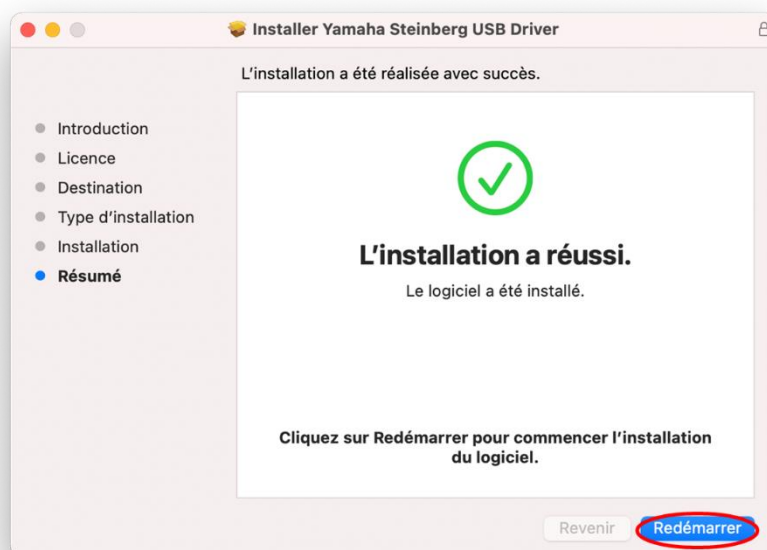 Installer Yamaha Steinberg USB Driver
L'installation a été réalisée avec succès.
Introduction
Licence
Destination
Type d'installation
Installation
Résumé
L'installation a réussi.
Le logiciel a été installé.
Cliquez sur Redémarrer pour commencer l'installation
du logiciel.
Revenir
Redémarrer